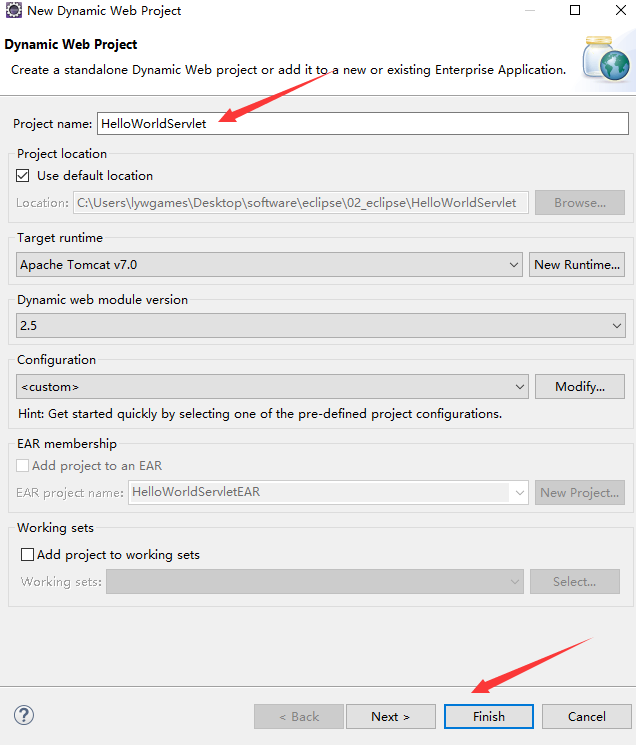 New Dynamic Web Project
Dynamic Web Project
Create a standalone Dynamic Web project or add it to a new or existing Enterprise Application.
Project name: HelloWorldServlet
Project location
Use default location
Location: C:\Users\lywgames\Desktop\software\eclipse\02_eclipse\HelloWorldServlet Browse...
Target runtime
Apache Tomcat v7.0 New Runtime...
Dynamic web module version
2.5
Configuration
<custom> Modify...
Hint: Get started quickly by selecting one of the pre-defined project configurations.
EAR membership
Add project to an EAR
EAR project name: HelloWorldServletEAR New Project...
Working sets
Add project to working sets
Working sets: Select...
? < Back Next > Finish Cancel